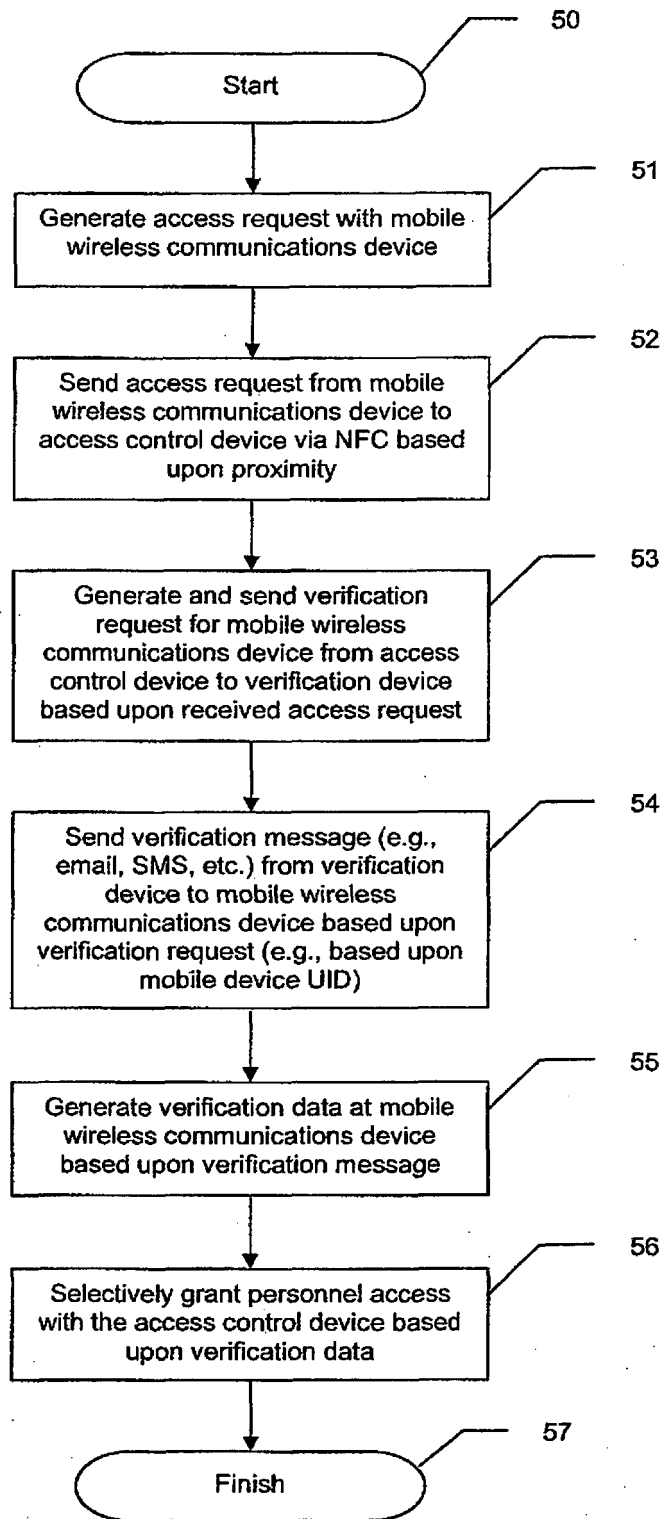 50
Start
51
Generate access request with mobile
wireless communications device
52
Send access request from mobile
wireless communications device to
access control device via NFC based
upon proximity
53
Generate and send verification
request for mobile wireless
communications device from access
control device to verification device
based upon received access request
54
Send verification message (e.g.,
email, SMS, etc.) from verification
device to mobile wireless
communications device based upon
verification request (e.g., based upon
mobile device UID)
55
Generate verification data at mobile
wireless communications device
based upon verification message
56
Selectively grant personnel access
with the access control device based
upon verification data
57
Finish